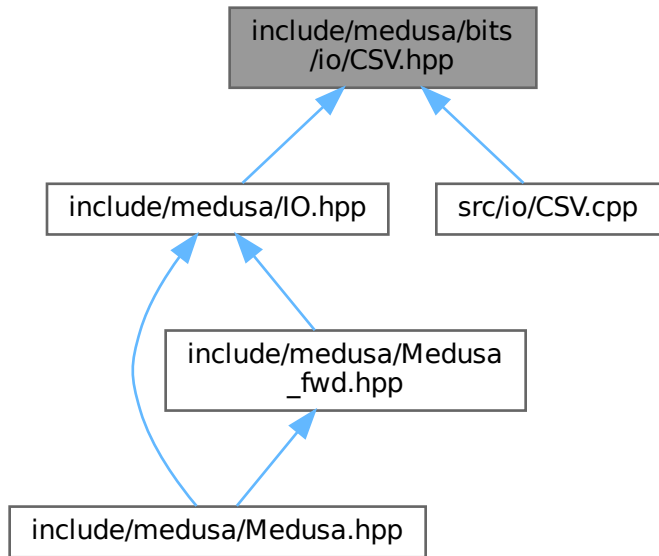 include/medusa/bits
/io/CSV.hpp
include/medusa/IO.hpp
src/io/CSV.cpp
include/medusa/Medusa
_fwd.hpp
include/medusa/Medusa.hpp